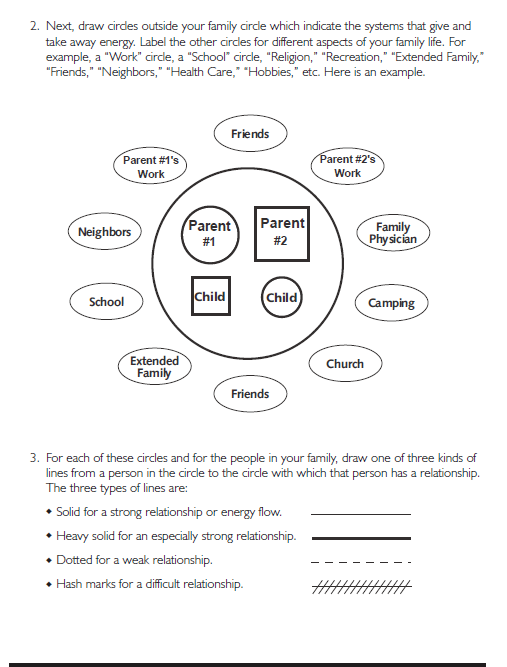 2. Next, draw circles outside your family circle which indicate the systems that give and
take away energy. Label the other circles for different aspects of your family life. For
example, a "Work" circle, a "School" circle, "Religion," "Recreation," "Extended Family,"
"Friends," "Neighbors," "Health Care," "Hobbies," etc. Here is an example.
Friends
Parent #1's
Work
Parent #2's
Work
Neighbors
Parent
#1
Parent
#2
Family
Physician
School
Child
Child
Camping
Extended
Family
Church
Friends
3. For each of these circles and for the people in your family, draw one of three kinds of
lines from a person in the circle to the circle with which that person has a relationship.
The three types of lines are:
• Solid for a strong relationship or energy flow.
• Heavy solid for an especially strong relationship.
• Dotted for a weak relationship.
• Hash marks for a difficult relationship.